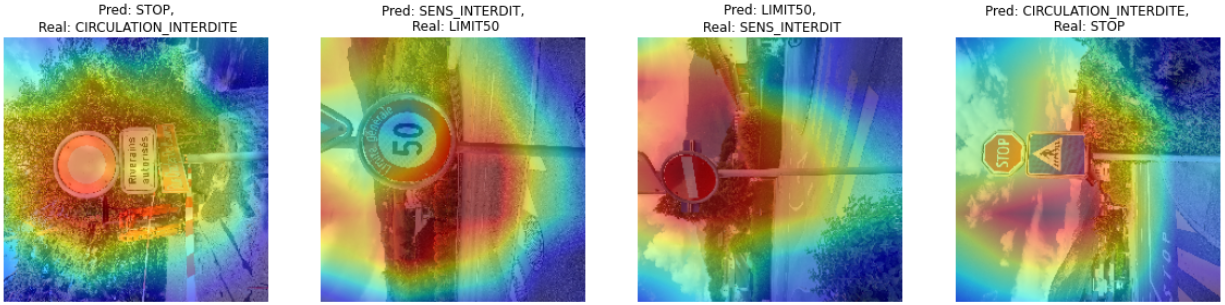 Pred: STOP,
Real: CIRCULATION_INTERDITE
Pred: SENS_INTERDIT,
Real: LIMIT50
Pred: LIMIT50,
Real: SENS_INTERDIT
Pred: CIRCULATION_INTERDITE,
Real: STOP
Riverains
autorisés
50
STOP
STOP